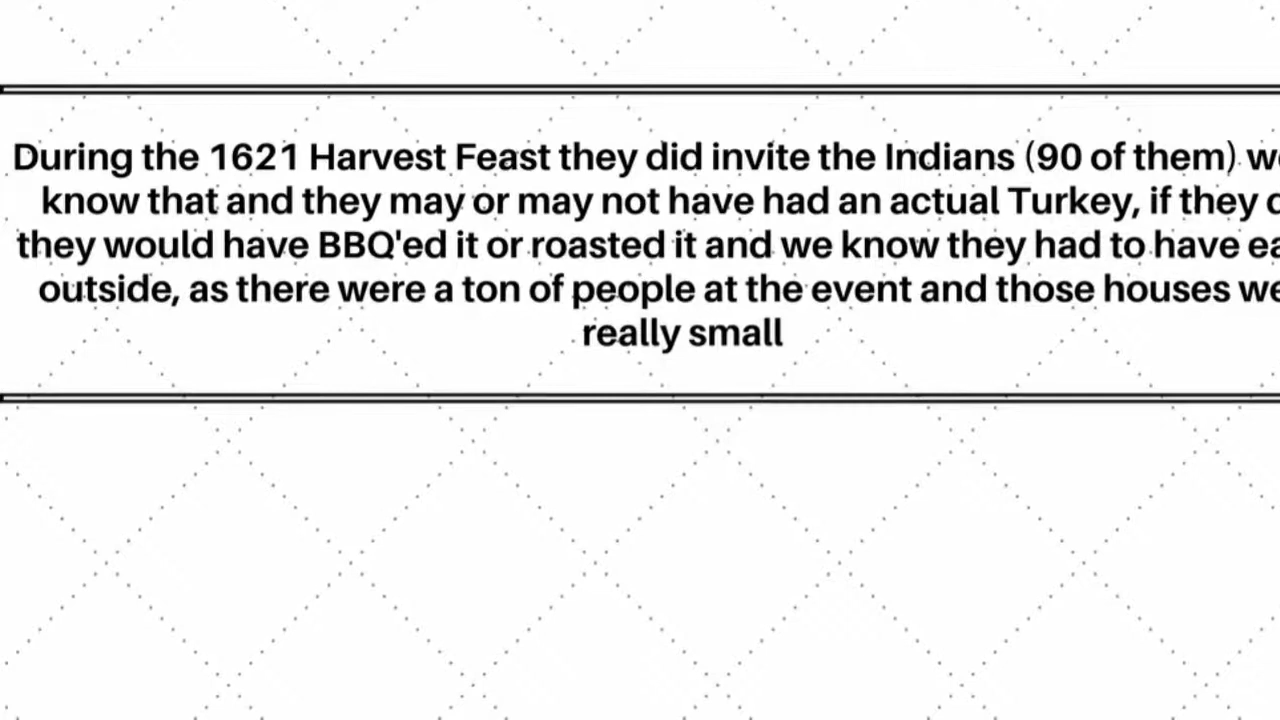 During the 1621 Harvest Feast they did invite the Indians (90 of them)
know that and they may or may not have had an actual Turkey, if they
they would have BBQ'ed it or roasted it and we know they had to have
outside, as there were a ton of people at the event and those houses
really small